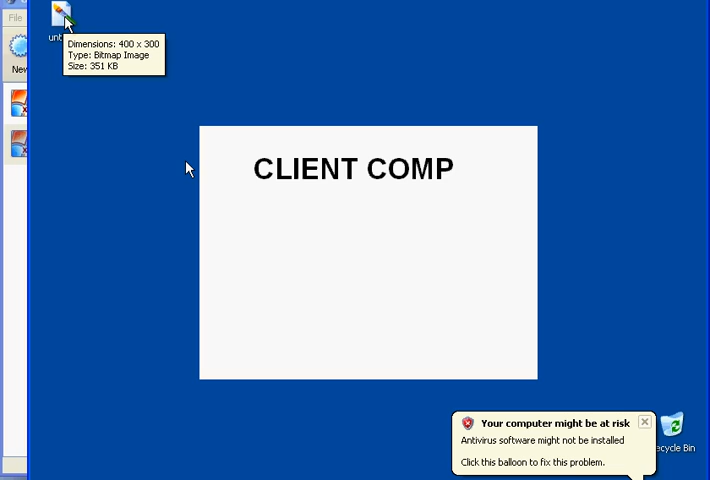 File
New
Dimensions: 400 x 300
Type: Bitmap Image
Size: 351 KB
CLIENT COMP
Your computer might be at risk
Antivirus software might not be installed
Click this balloon to fix this problem.
ecycle Bin